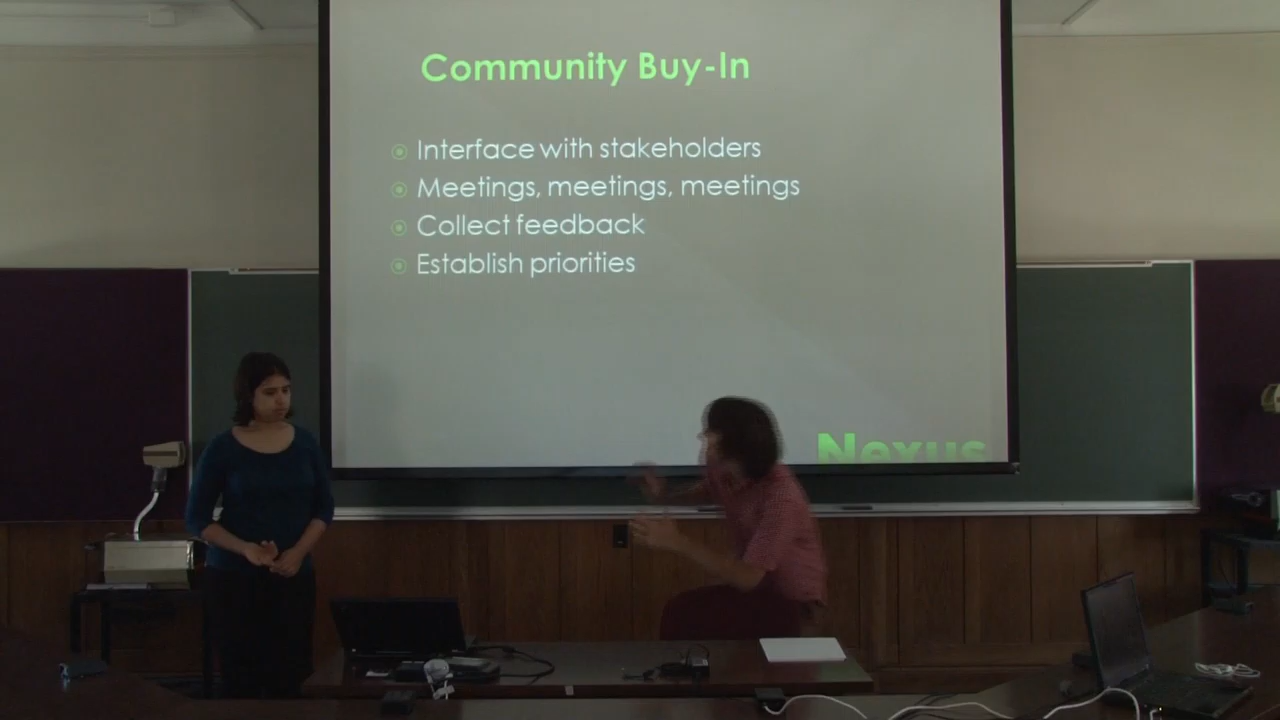 Community Buy-In
Interface with stakeholders
Meetings, meetings, meetings
Collect feedback
Establish priorities
Nexus